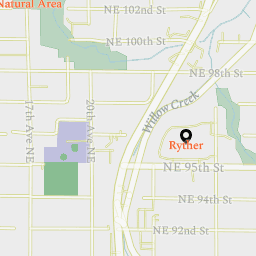 Natural Area
NE 102nd St
NE 100th St
NE 98th St
Willow Creek
17th Ave NE
20th Ave NE
Ryther
NE 95th St
NE 94th St
NE 92nd St